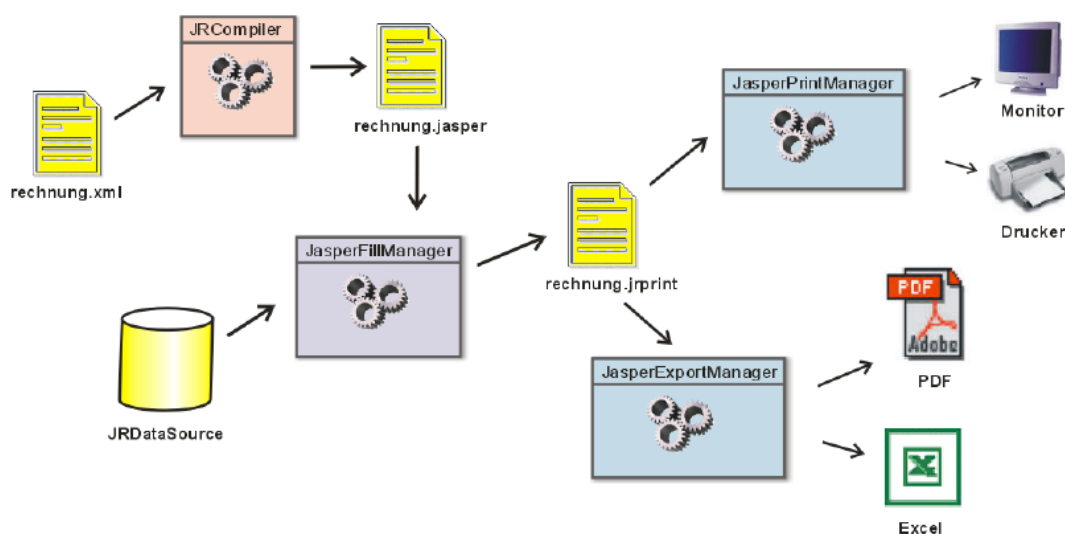 JRCompiler
rechnung.jasper
rechnung.xml
JasperPrintManager
Monitor
Drucker
JasperFillManager
rechnung.jrprint
JRDataSource
JasperExportManager
PDF
Adobe
PDF
Excel